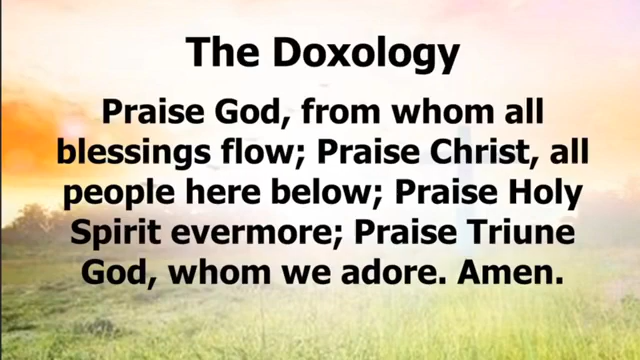 The Doxology
Praise God, from whom all
blessings flow; Praise Christ, all
people here below; Praise Holy
Spirit evermore; Praise Triune
God, whom we adore. Amen.